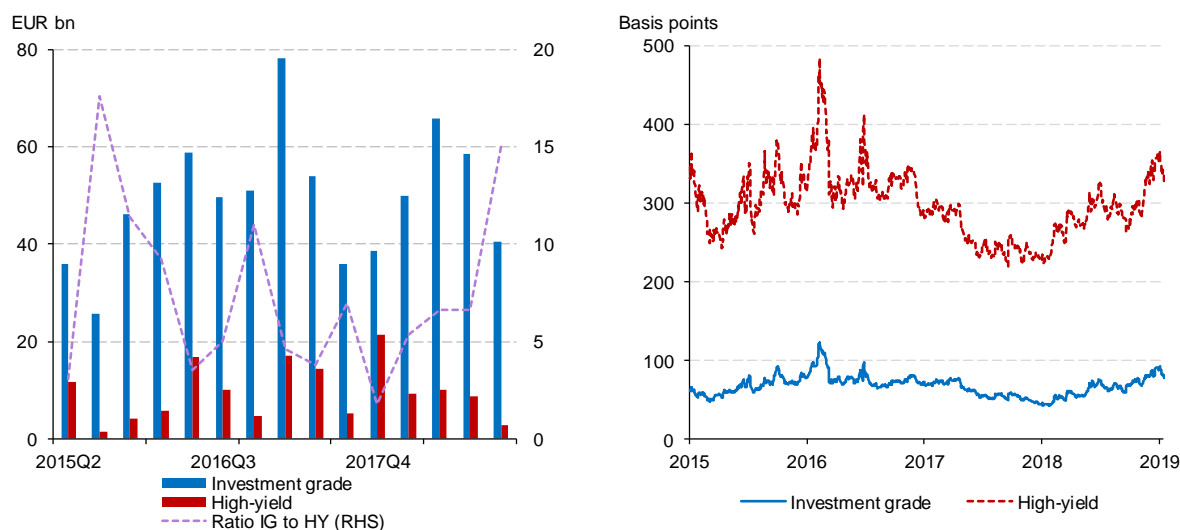 EUR bn
80
60
40
20
0
20
15
10
5
0
2015Q2
2016Q3
2017Q4
Investment grade
High-yield
Ratio IG to HY (RHS)
Basis points
500
400
300
200
100
0
2015
2016
2017
2018
2019
Investment grade
High-yield